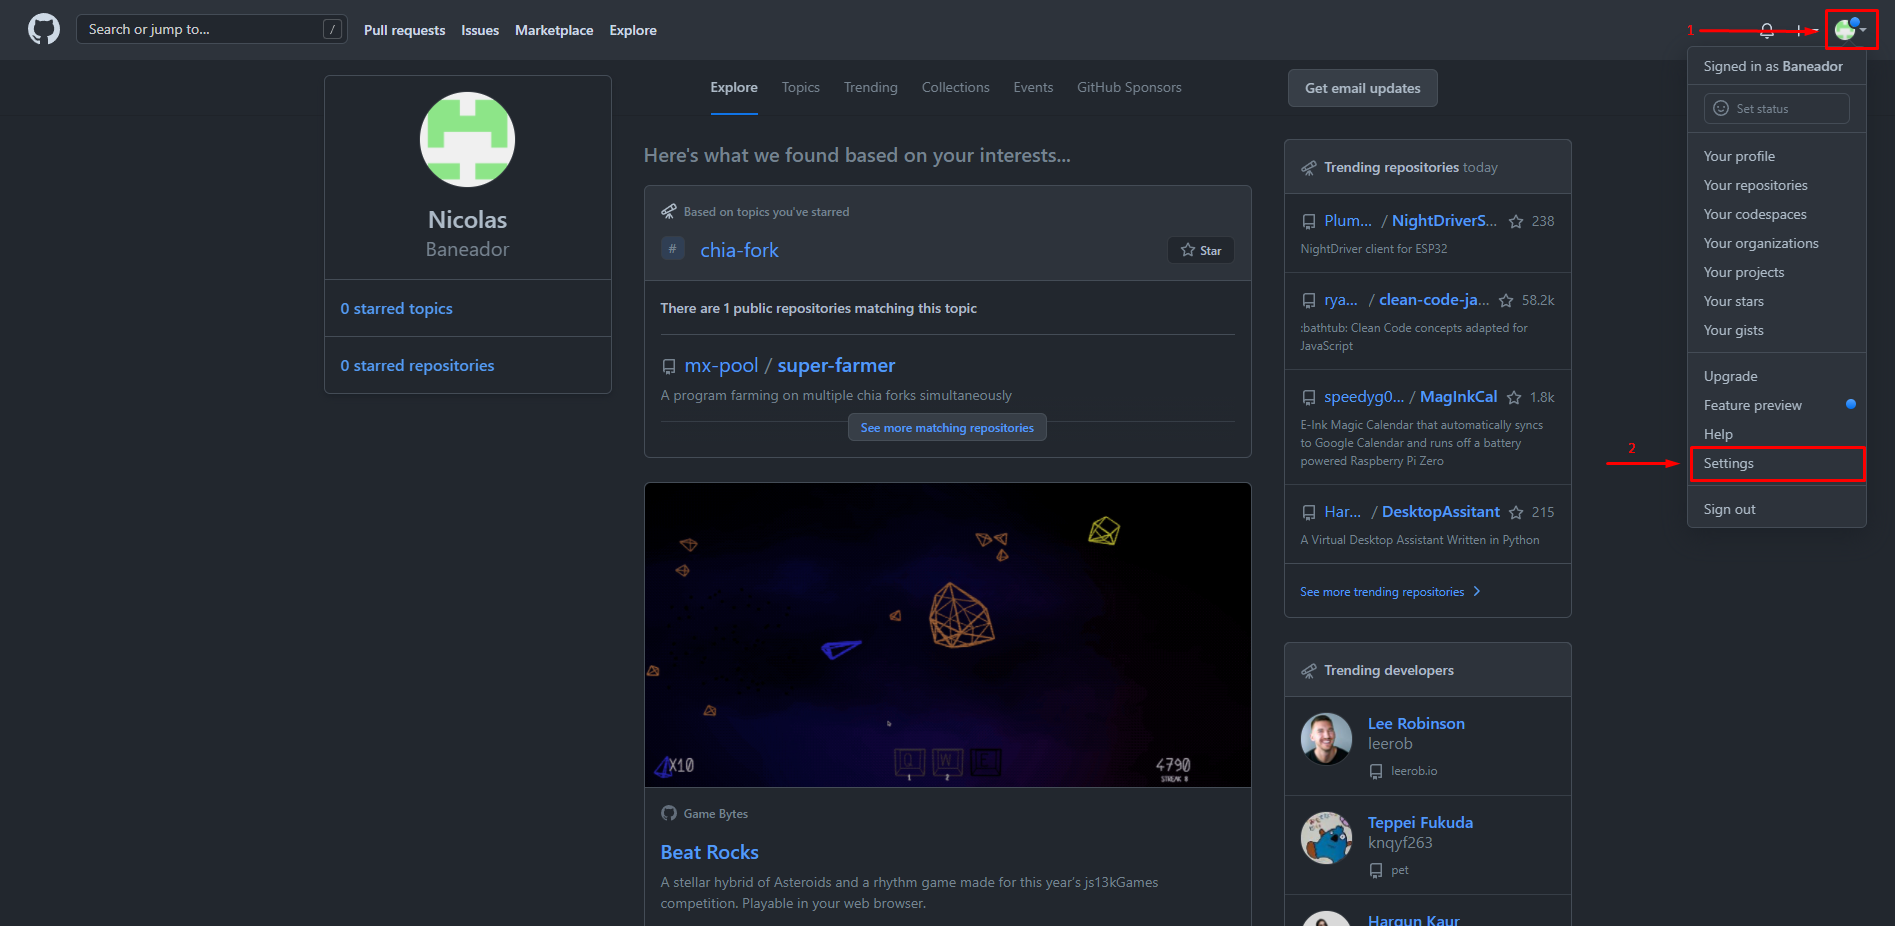 Search or jump to...
/
Pull requests
Issues
Marketplace
Explore
1
Signed in as Baneador
Set status
Your profile
Your repositories
Your codespaces
Your organizations
Your projects
Your stars
Your gists
Upgrade
Feature preview
Help
2
Settings
Sign out
Nicolas
Baneador
0 starred topics
0 starred repositories
Explore
Topics
Trending
Collections
Events
GitHub Sponsors
Get email updates
Here's what we found based on your interests...
Based on topics you've starred
# chia-fork
Star
There are 1 public repositories matching this topic
mx-pool / super-farmer
A program farming on multiple chia forks simultaneously
See more matching repositories
X10
Q
W
E
1
2
4790
STREAK 11
Game Bytes
Beat Rocks
A stellar hybrid of Asteroids and a rhythm game made for this year's js13kGames
competition. Playable in your web browser.
Trending repositories today
Plum... / NightDriverS... 238
NightDriver client for ESP32
rya... / clean-code-ja... 58.2k
:bathtub: Clean Code concepts adapted for
JavaScript
speedyg0... / MagInkCal 1.8k
E-Ink Magic Calendar that automatically syncs
to Google Calendar and runs off a battery
powered Raspberry Pi Zero
Har... / DesktopAssitant 215
A Virtual Desktop Assistant Written in Python
See more trending repositories
Trending developers
Lee Robinson
leerob
leerob.io
Teppei Fukuda
knqyf263
pet
Hargun Kaur